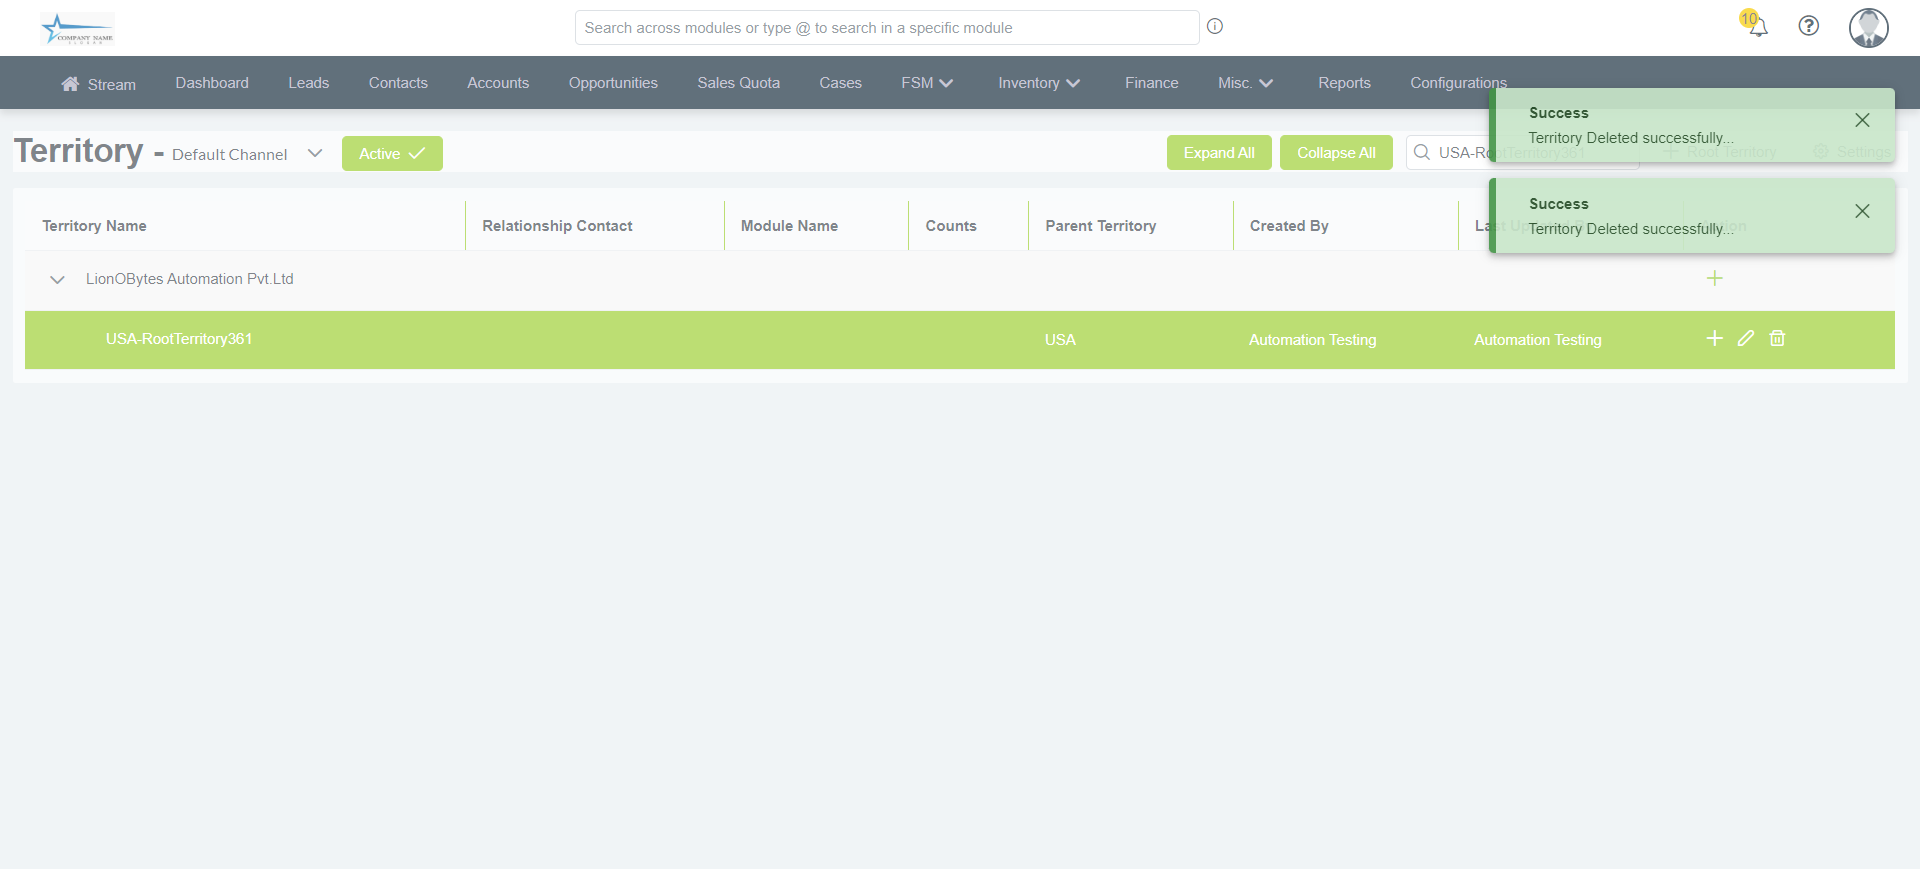 COMPANY NAME
Search across modules or type @ to search in a specific module
10
Stream Dashboard Leads Contacts Accounts Opportunities Sales Quota Cases FSM Inventory Finance Misc. Reports Configurations
Territory - Default Channel Active Expand All Collapse All USA-RootTerritory361 Root Territory Settings
Success
Territory Deleted successfully...
Success
Territory Deleted successfully...
Territory Name Relationship Contact Module Name Counts Parent Territory Created By Last Updated By Action
LionOBytes Automation Pvt.Ltd
USA-RootTerritory361 USA Automation Testing Automation Testing